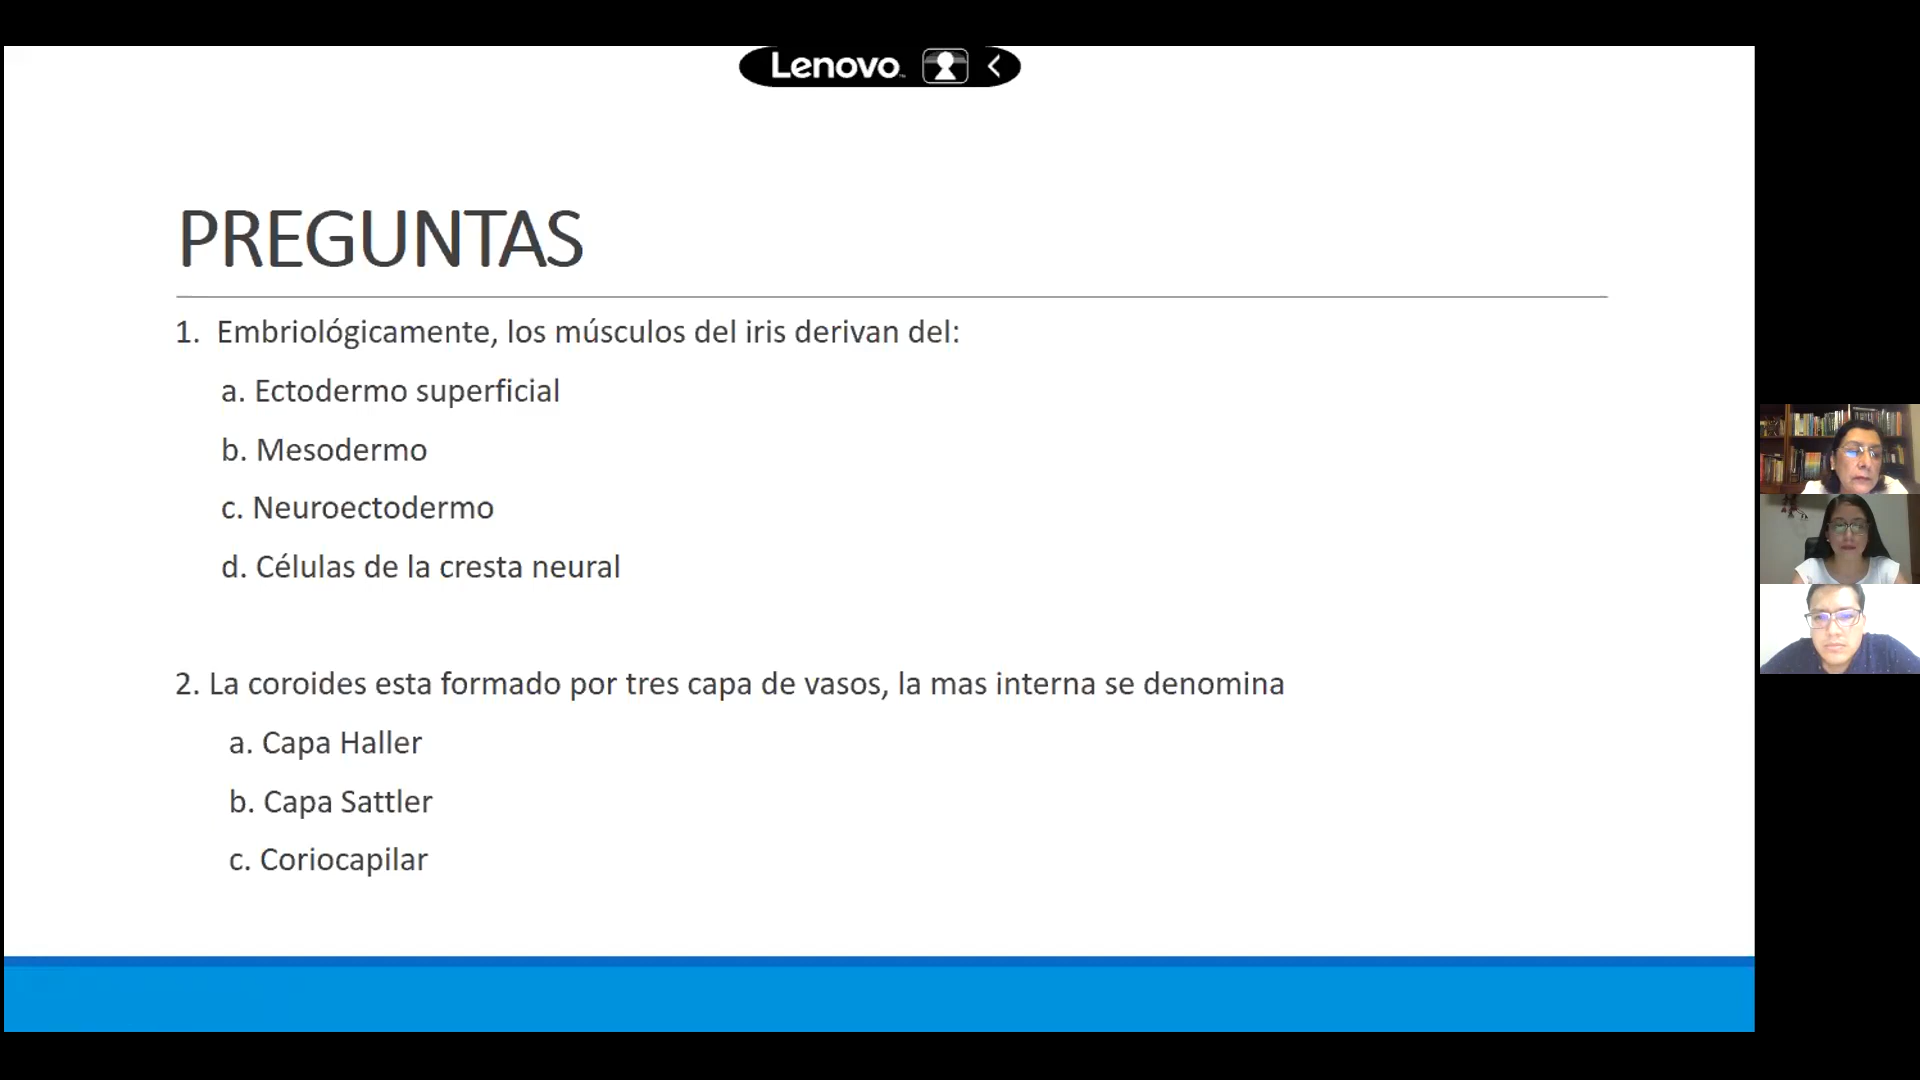 Lenovo
PREGUNTAS
1. Embriológicamente, los músculos del iris derivan del:
a. Ectodermo superficial
b. Mesodermo
c. Neuroectodermo
d. Células de la cresta neural
2. La coroides esta formado por tres capa de vasos, la mas interna se denomina
a. Capa Haller
b. Capa Sattler
c. Coriocapilar